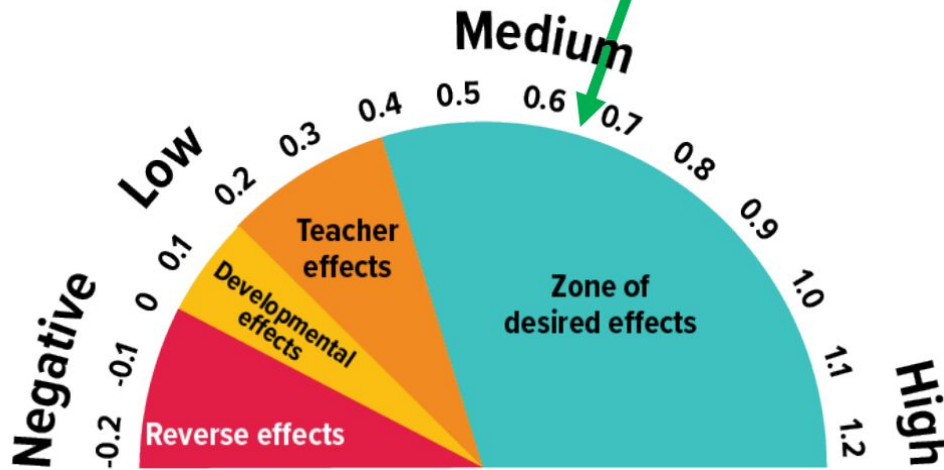 Negative
Low
Medium
High
-0.2
-0.1
0
0.1
0.2
0.3
0.4
0.5
0.6
0.7
0.8
0.9
1.0
1.1
1.2
Reverse effects
Developmental
effects
Teacher
effects
Zone of
desired effects